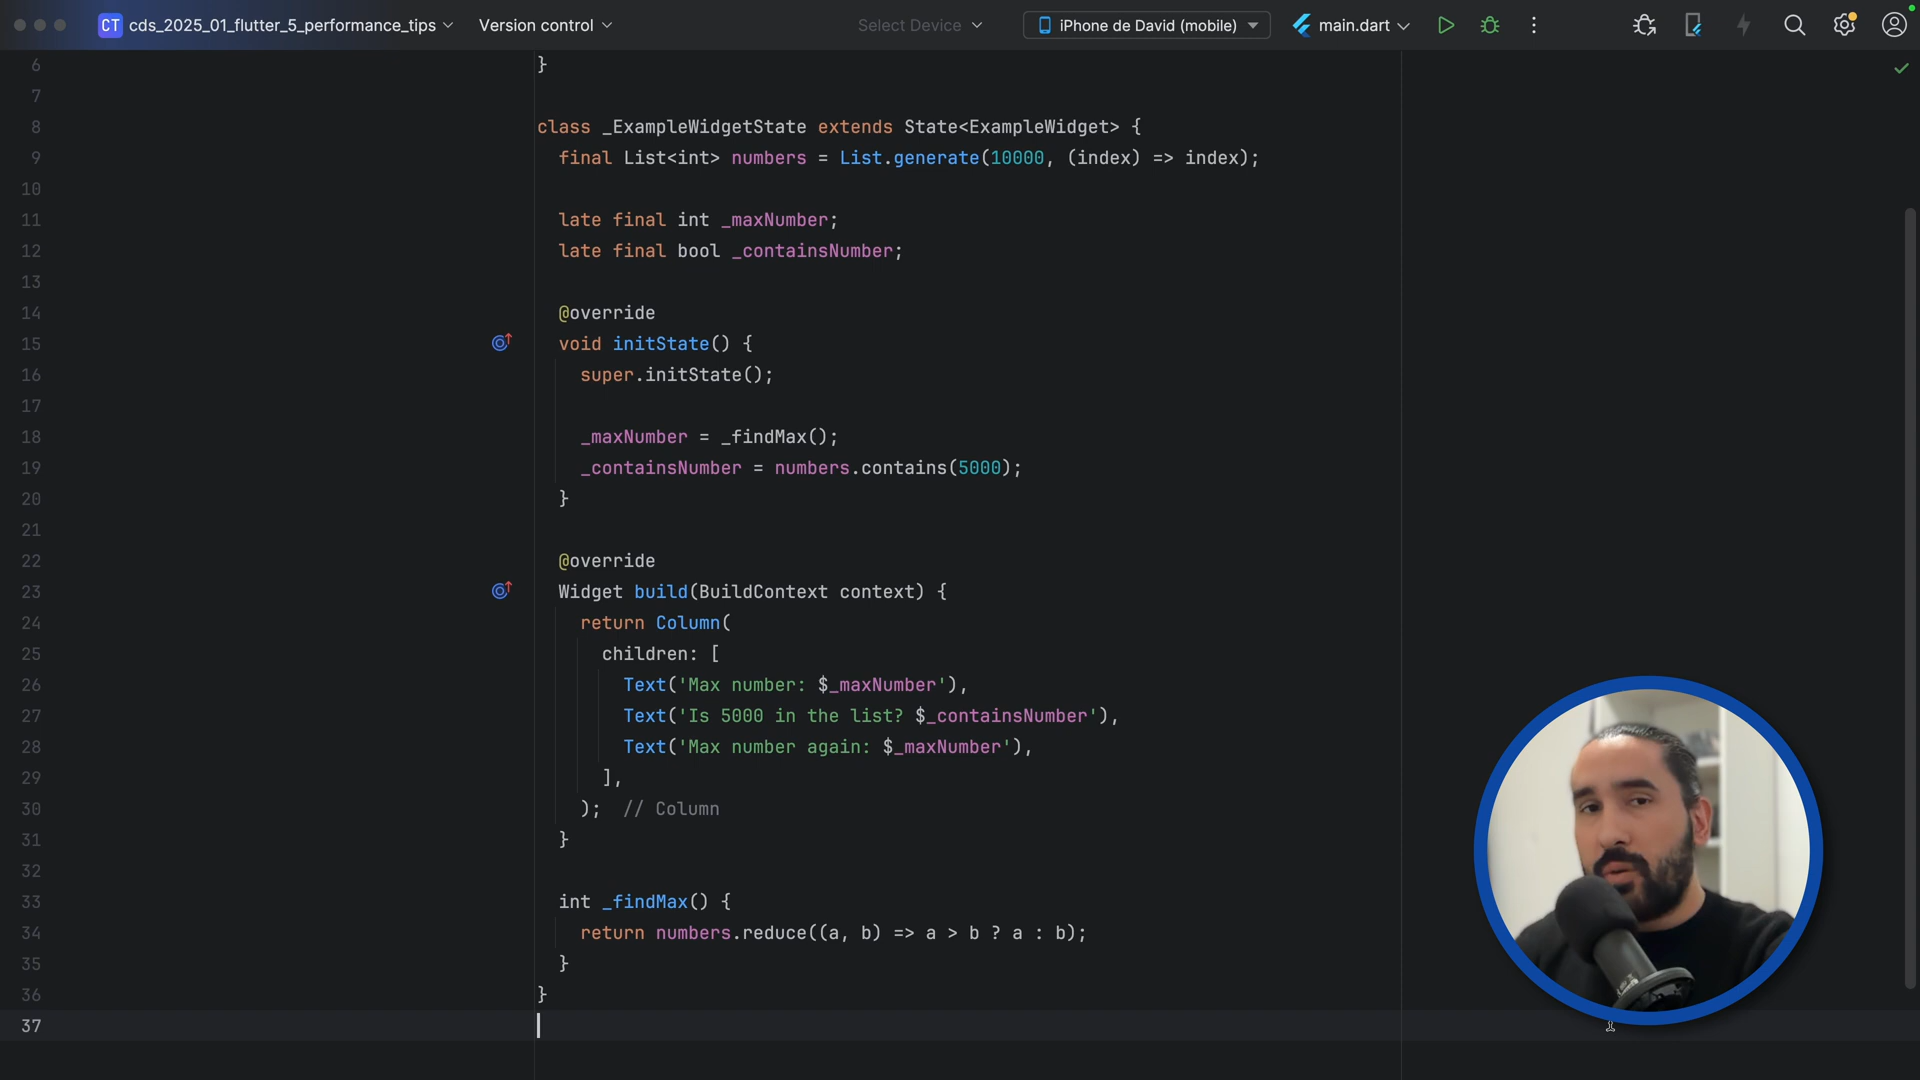 CT cds_2025_01_flutter_5_performance_tips Version control Select Device iPhone de David (mobile) main.dart
6 }
7
8 class _ExampleWidgetState extends State<ExampleWidget> {
9 final List<int> numbers = List.generate(10000, (index) => index);
10
11 late final int _maxNumber;
12 late final bool _containsNumber;
13
14 @override
15 void initState() {
16 super.initState();
17
18 _maxNumber = _findMax();
19 _containsNumber = numbers.contains(5000);
20 }
21
22 @override
23 Widget build(BuildContext context) {
24 return Column(
25 children: [
26 Text('Max number: $_maxNumber'),
27 Text('Is 5000 in the list? $_containsNumber'),
28 Text('Max number again: $_maxNumber'),
29 ],
30 ); // Column
31 }
32
33 int _findMax() {
34 return numbers.reduce((a, b) => a > b ? a : b);
35 }
36 }
37